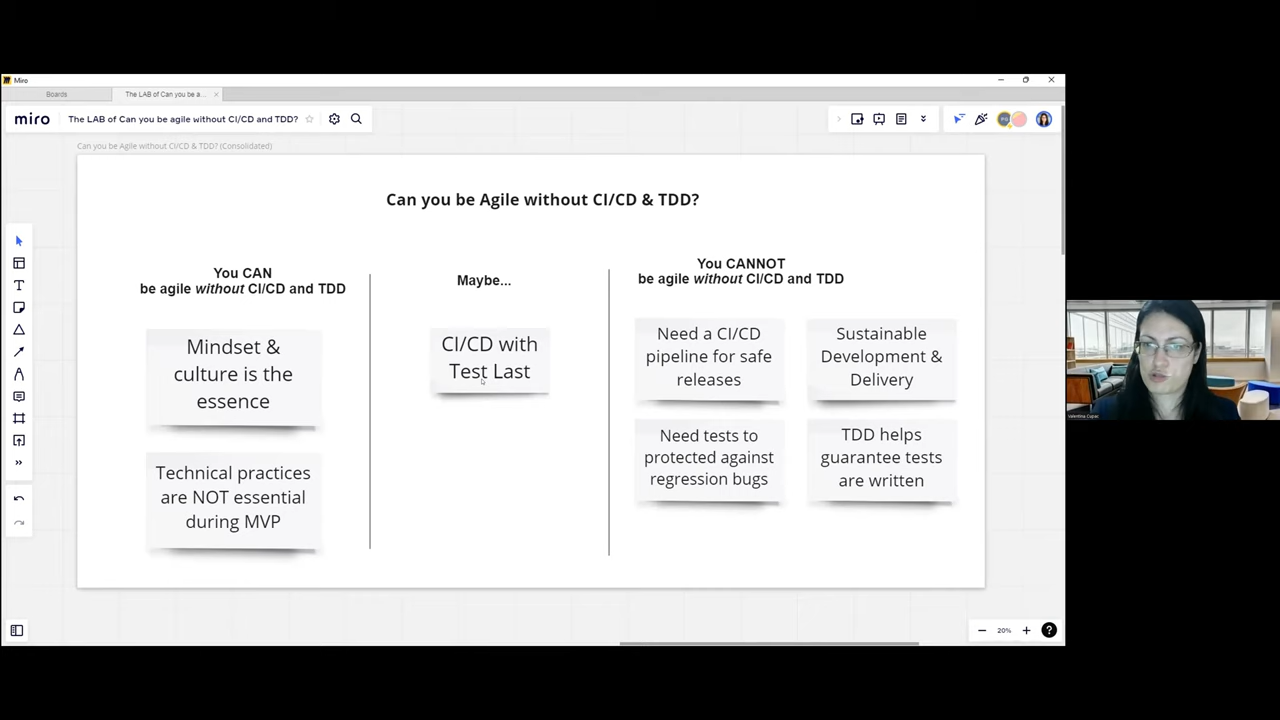 Miro
Boards
The LAB of Can you be a...
miro
The LAB of Can you be agile without CI/CD and TDD?
Can you be Agile without CI/CD & TDD? (Consolidated)
Can you be Agile without CI/CD & TDD?
You CAN
be agile without CI/CD and TDD
Mindset &
culture is the
essence
Technical practices
are NOT essential
during MVP
Maybe...
CI/CD with
Test Last
You CANNOT
be agile without CI/CD and TDD
Need a CI/CD
pipeline for safe
releases
Sustainable
Development &
Delivery
Need tests to
protected against
regression bugs
TDD helps
guarantee tests
are written
Valentina Cupac
20%